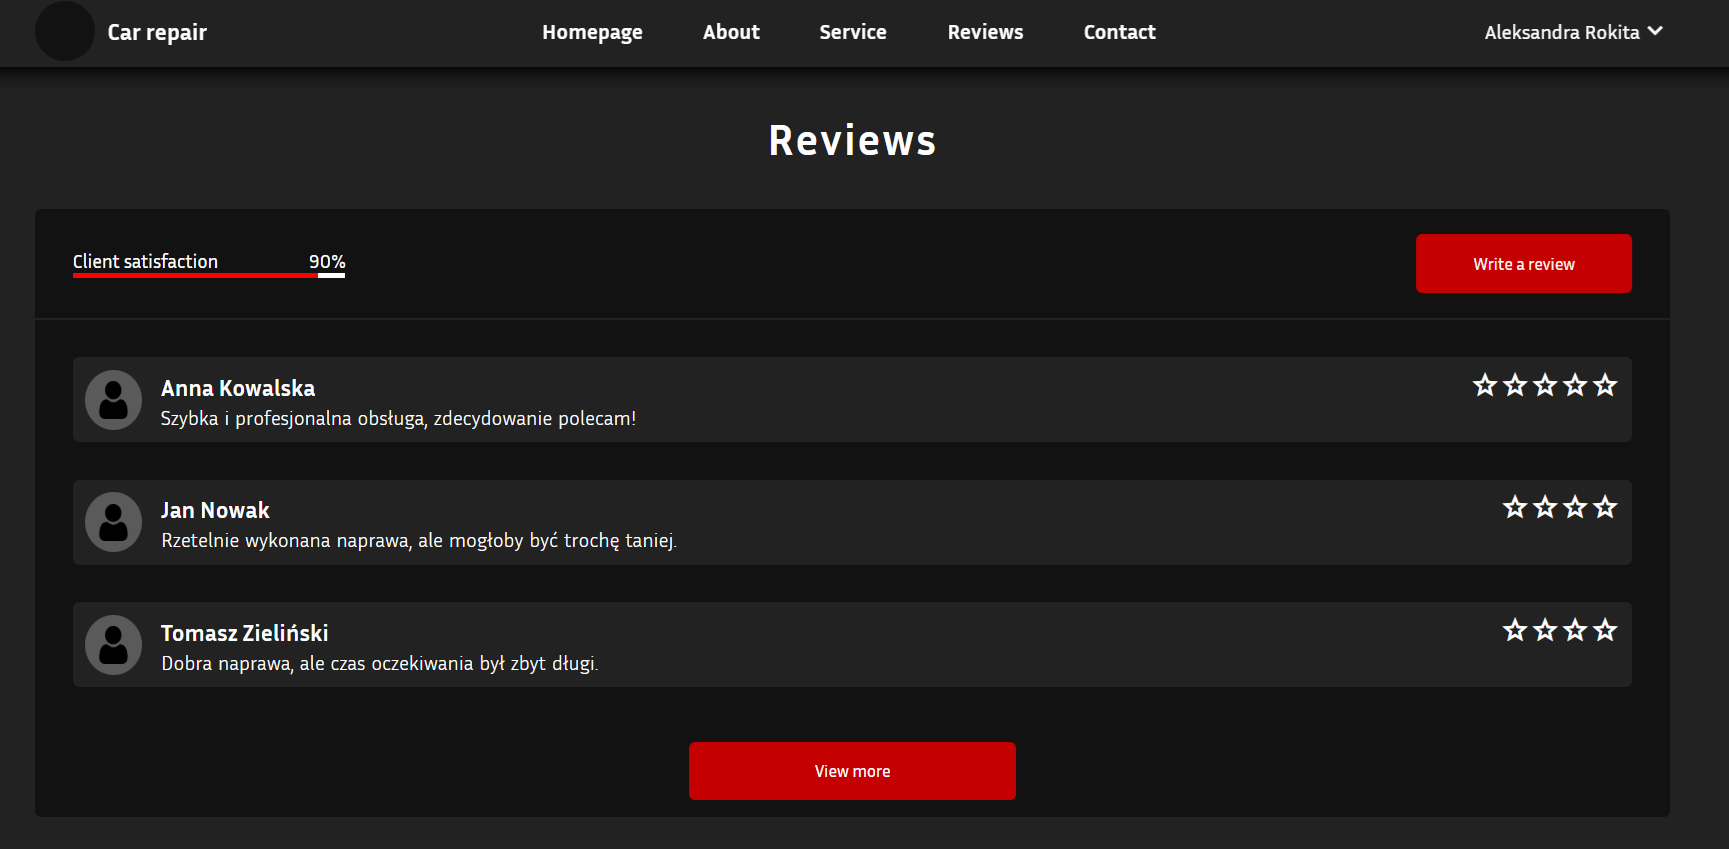 Car repair Homepage About Service Reviews Contact Aleksandra Rokita
Reviews
Client satisfaction 90% Write a review
Anna Kowalska
Szybka i profesjonalna obsługa, zdecydowanie polecam!
Jan Nowak
Rzetelnie wykonana naprawa, ale mogłoby być trochę taniej.
Tomasz Zieliński
Dobra naprawa, ale czas oczekiwania był zbyt długi.
View more